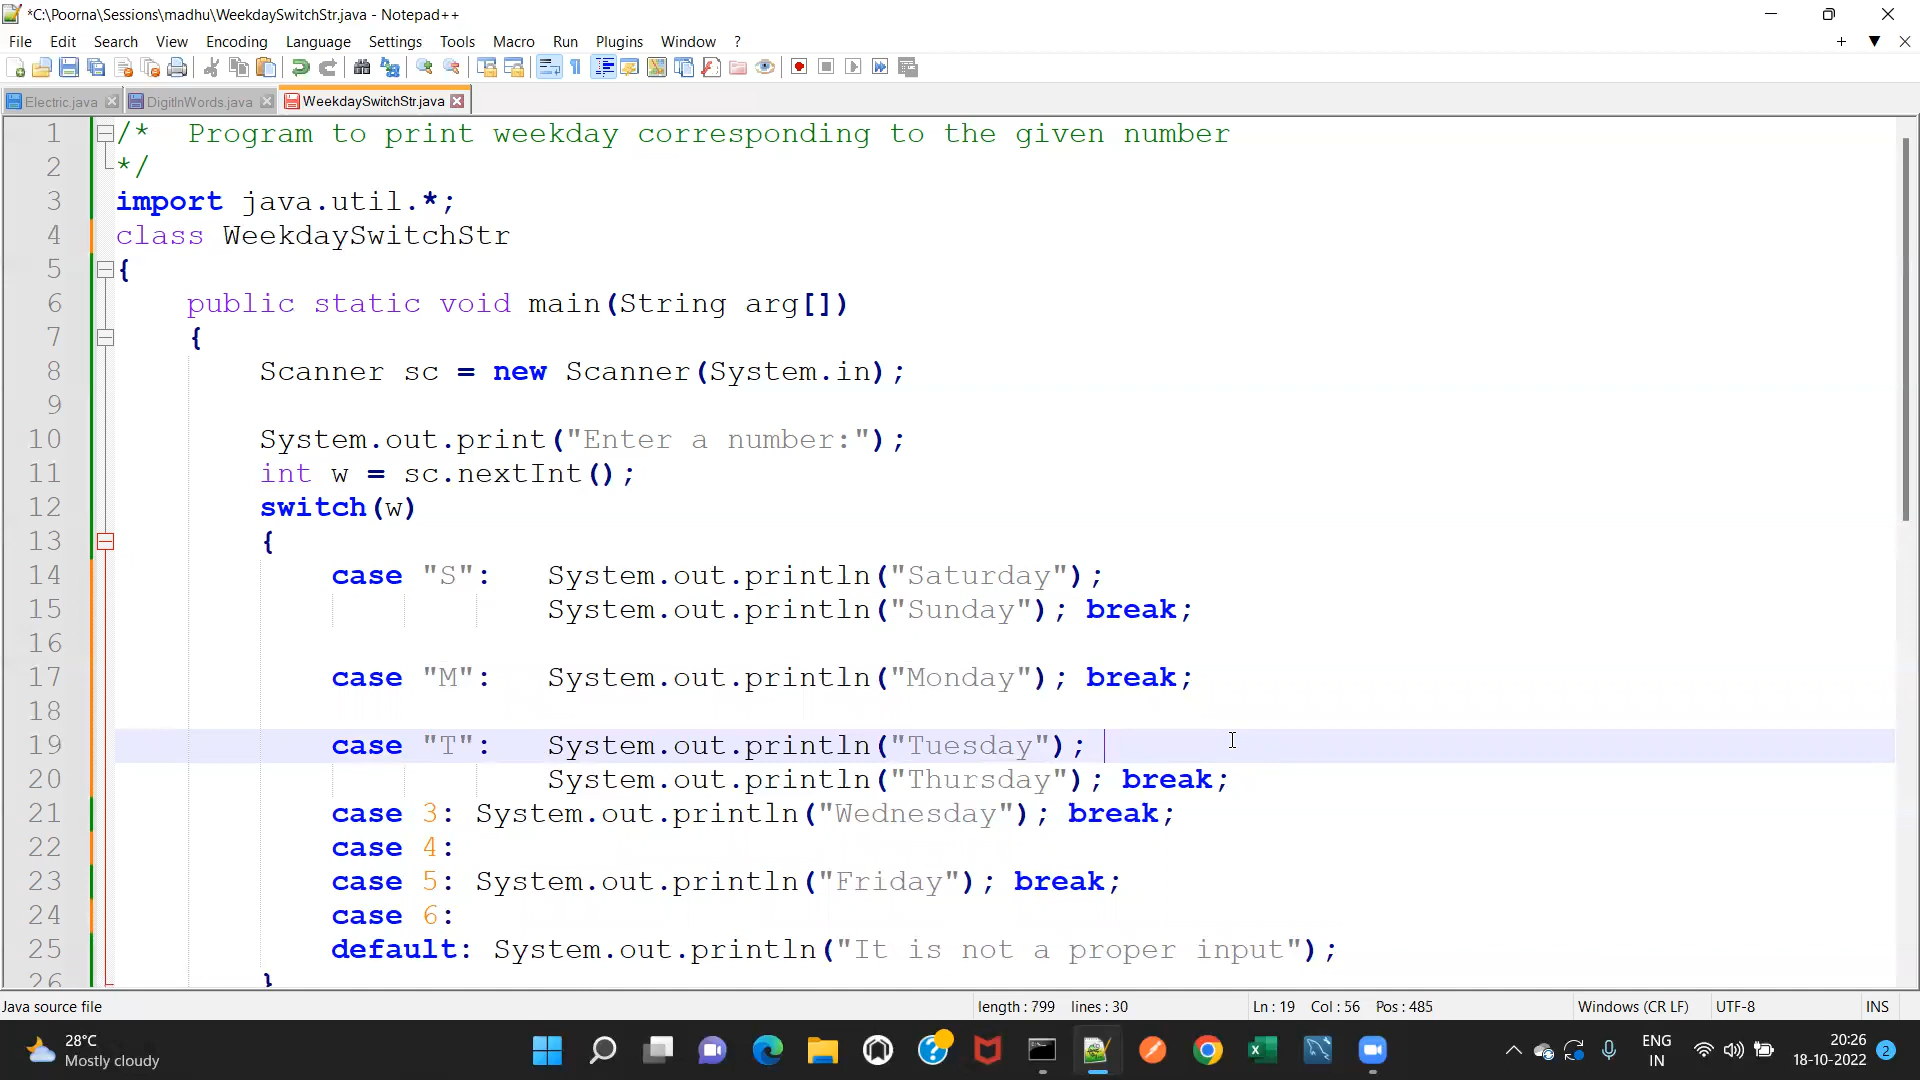 *C:\Poorna\Sessions\madhu\WeekdaySwitchStr.java - Notepad++
File Edit Search View Encoding Language Settings Tools Macro Run Plugins Window ?
Electric.java DigitInWords.java WeekdaySwitchStr.java
1 /* Program to print weekday corresponding to the given number
2 */
3 import java.util.*;
4 class WeekdaySwitchStr
5 {
6 public static void main(String arg[])
7 {
8 Scanner sc = new Scanner(System.in);
9
10 System.out.print("Enter a number:");
11 int w = sc.nextInt();
12 switch(w)
13 {
14 case "S": System.out.println("Saturday");
15 System.out.println("Sunday"); break;
16
17 case "M": System.out.println("Monday"); break;
18
19 case "T": System.out.println("Tuesday");
20 System.out.println("Thursday"); break;
21 case 3: System.out.println("Wednesday"); break;
22 case 4:
23 case 5: System.out.println("Friday"); break;
24 case 6:
25 default: System.out.println("It is not a proper input");
26 }
Java source file length : 799 lines : 30 Ln : 19 Col : 56 Pos : 485 Windows (CR LF) UTF-8 INS
28°C
Mostly cloudy
ENG
IN
20:26
18-10-2022
2